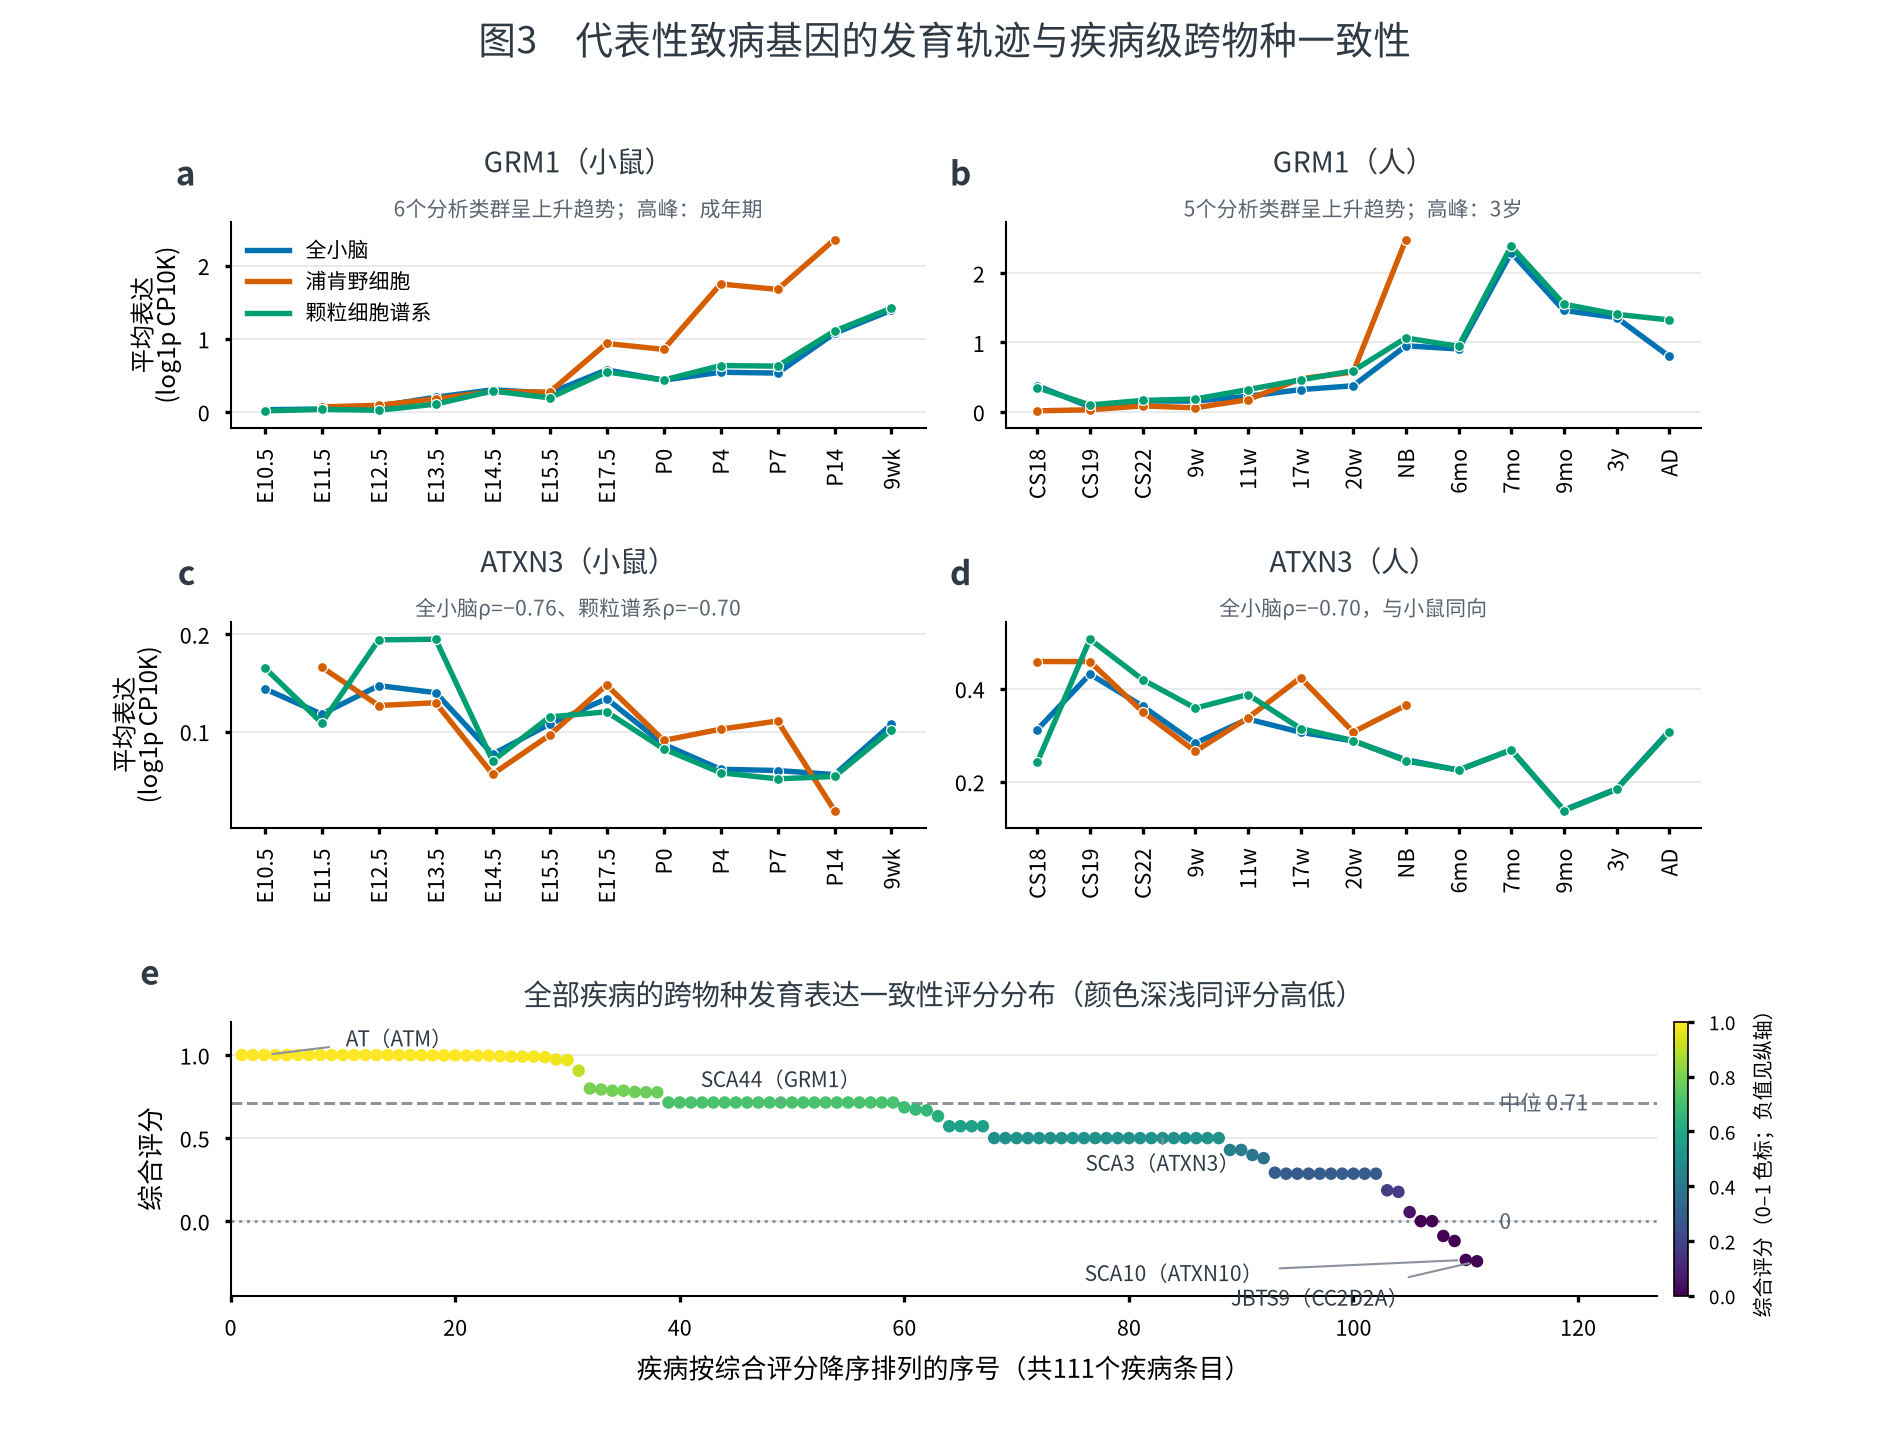 图3　代表性致病基因的发育轨迹与疾病级跨物种一致性
a
GRM1（小鼠）
6个分析类群呈上升趋势；高峰：成年期
平均表达
(log1p CP10K)
2
1
0
全小脑
浦肯野细胞
颗粒细胞谱系
E10.5
E11.5
E12.5
E13.5
E14.5
E15.5
E17.5
P0
P4
P7
P14
9wk
b
GRM1（人）
5个分析类群呈上升趋势；高峰：3岁
2
1
0
CS18
CS19
CS22
9w
11w
17w
20w
NB
6mo
7mo
9mo
3y
AD
c
ATXN3（小鼠）
全小脑ρ=−0.76、颗粒谱系ρ=−0.70
平均表达
(log1p CP10K)
0.2
0.1
E10.5
E11.5
E12.5
E13.5
E14.5
E15.5
E17.5
P0
P4
P7
P14
9wk
d
ATXN3（人）
全小脑ρ=−0.70，与小鼠同向
0.4
0.2
CS18
CS19
CS22
9w
11w
17w
20w
NB
6mo
7mo
9mo
3y
AD
e
全部疾病的跨物种发育表达一致性评分分布（颜色深浅同评分高低）
综合评分
1.0
0.5
0.0
AT（ATM）
SCA44（GRM1）
中位 0.71
SCA3（ATXN3）
0
SCA10（ATXN10）
JBTS9（CC2D2A）
0
20
40
60
80
100
120
疾病按综合评分降序排列的序号（共111个疾病条目）
1.0
0.8
0.6
0.4
0.2
0.0
综合评分（0–1 色标；负值见纵轴）